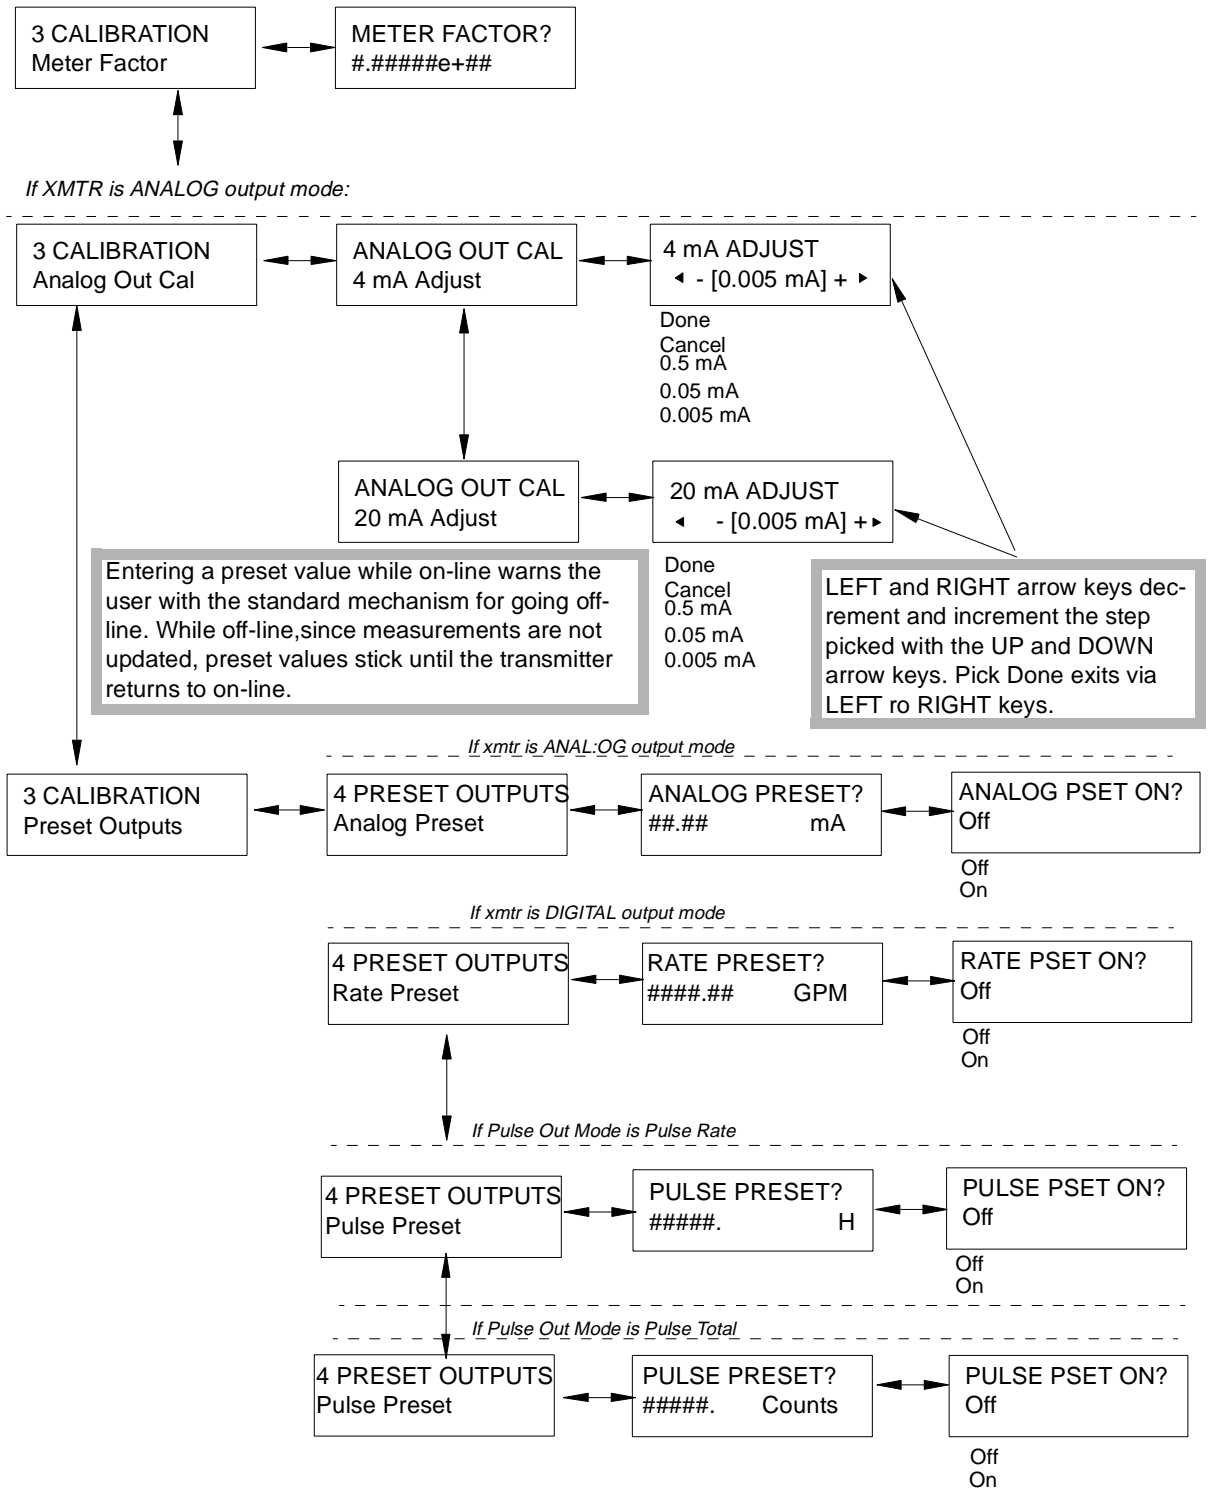 3 CALIBRATION
Meter Factor
METER FACTOR?
#.#####e+##
If XMTR is ANALOG output mode:
3 CALIBRATION
Analog Out Cal
ANALOG OUT CAL
4 mA Adjust
4 mA ADJUST
◄ - [0.005 mA] + ►
Done
Cancel
0.5 mA
0.05 mA
0.005 mA
ANALOG OUT CAL
20 mA Adjust
20 mA ADJUST
◄ - [0.005 mA] + ►
Done
Cancel
0.5 mA
0.05 mA
0.005 mA
Entering a preset value while on-line warns the
user with the standard mechanism for going off-
line. While off-line,since measurements are not
updated, preset values stick until the transmitter
returns to on-line.
LEFT and RIGHT arrow keys dec-
rement and increment the step
picked with the UP and DOWN
arrow keys. Pick Done exits via
LEFT ro RIGHT keys.
If xmtr is ANAL:OG output mode
3 CALIBRATION
Preset Outputs
4 PRESET OUTPUTS
Analog Preset
ANALOG PRESET?
##.## mA
ANALOG PSET ON?
Off
Off
On
If xmtr is DIGITAL output mode
4 PRESET OUTPUTS
Rate Preset
RATE PRESET?
####.## GPM
RATE PSET ON?
Off
Off
On
If Pulse Out Mode is Pulse Rate
4 PRESET OUTPUTS
Pulse Preset
PULSE PRESET?
#####. H
PULSE PSET ON?
Off
Off
On
If Pulse Out Mode is Pulse Total
4 PRESET OUTPUTS
Pulse Preset
PULSE PRESET?
#####. Counts
PULSE PSET ON?
Off
Off
On